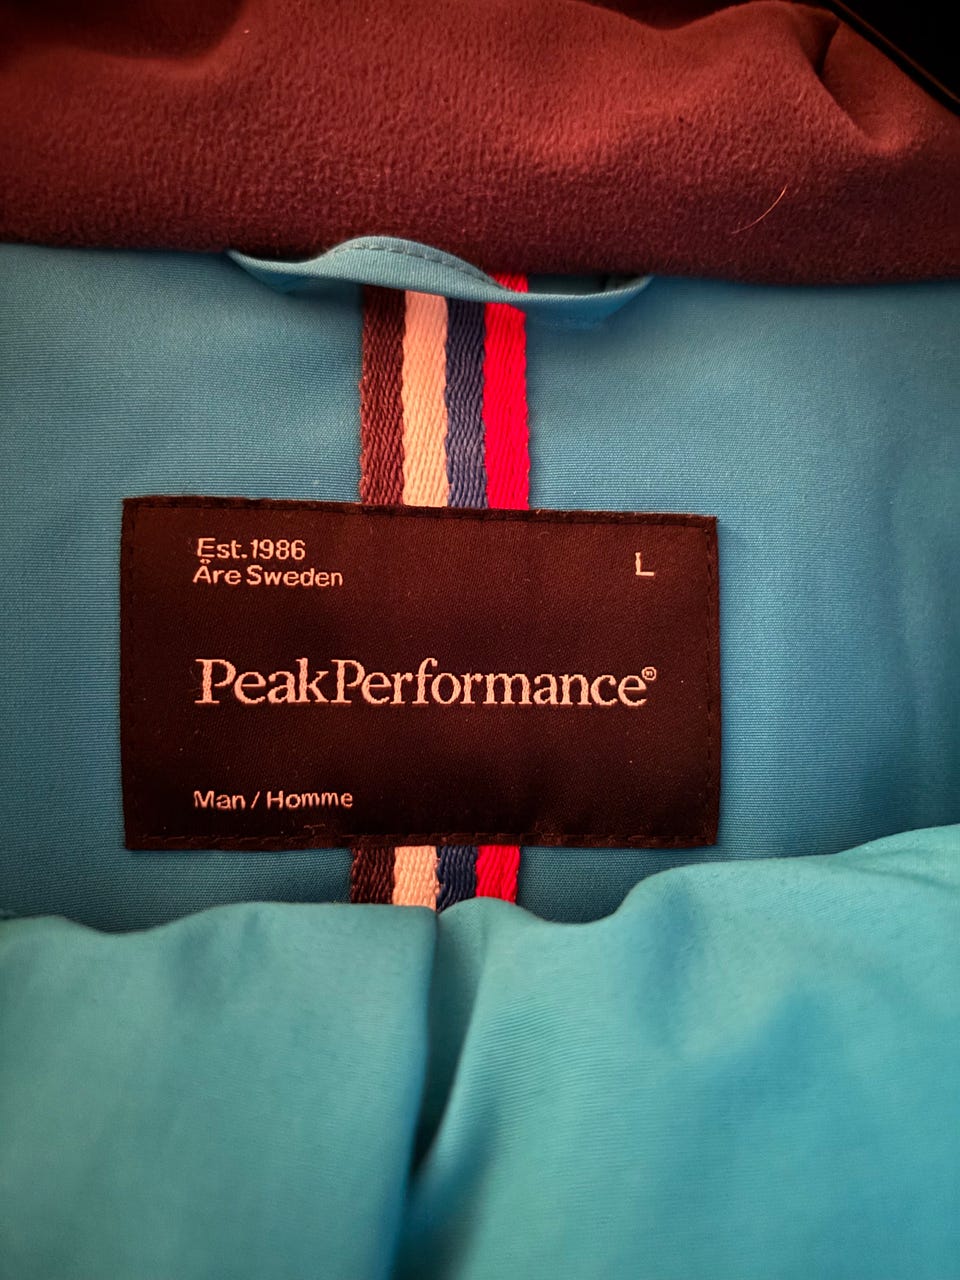 Est.1986
Åre Sweden
L
PeakPerformance®
Man / Homme